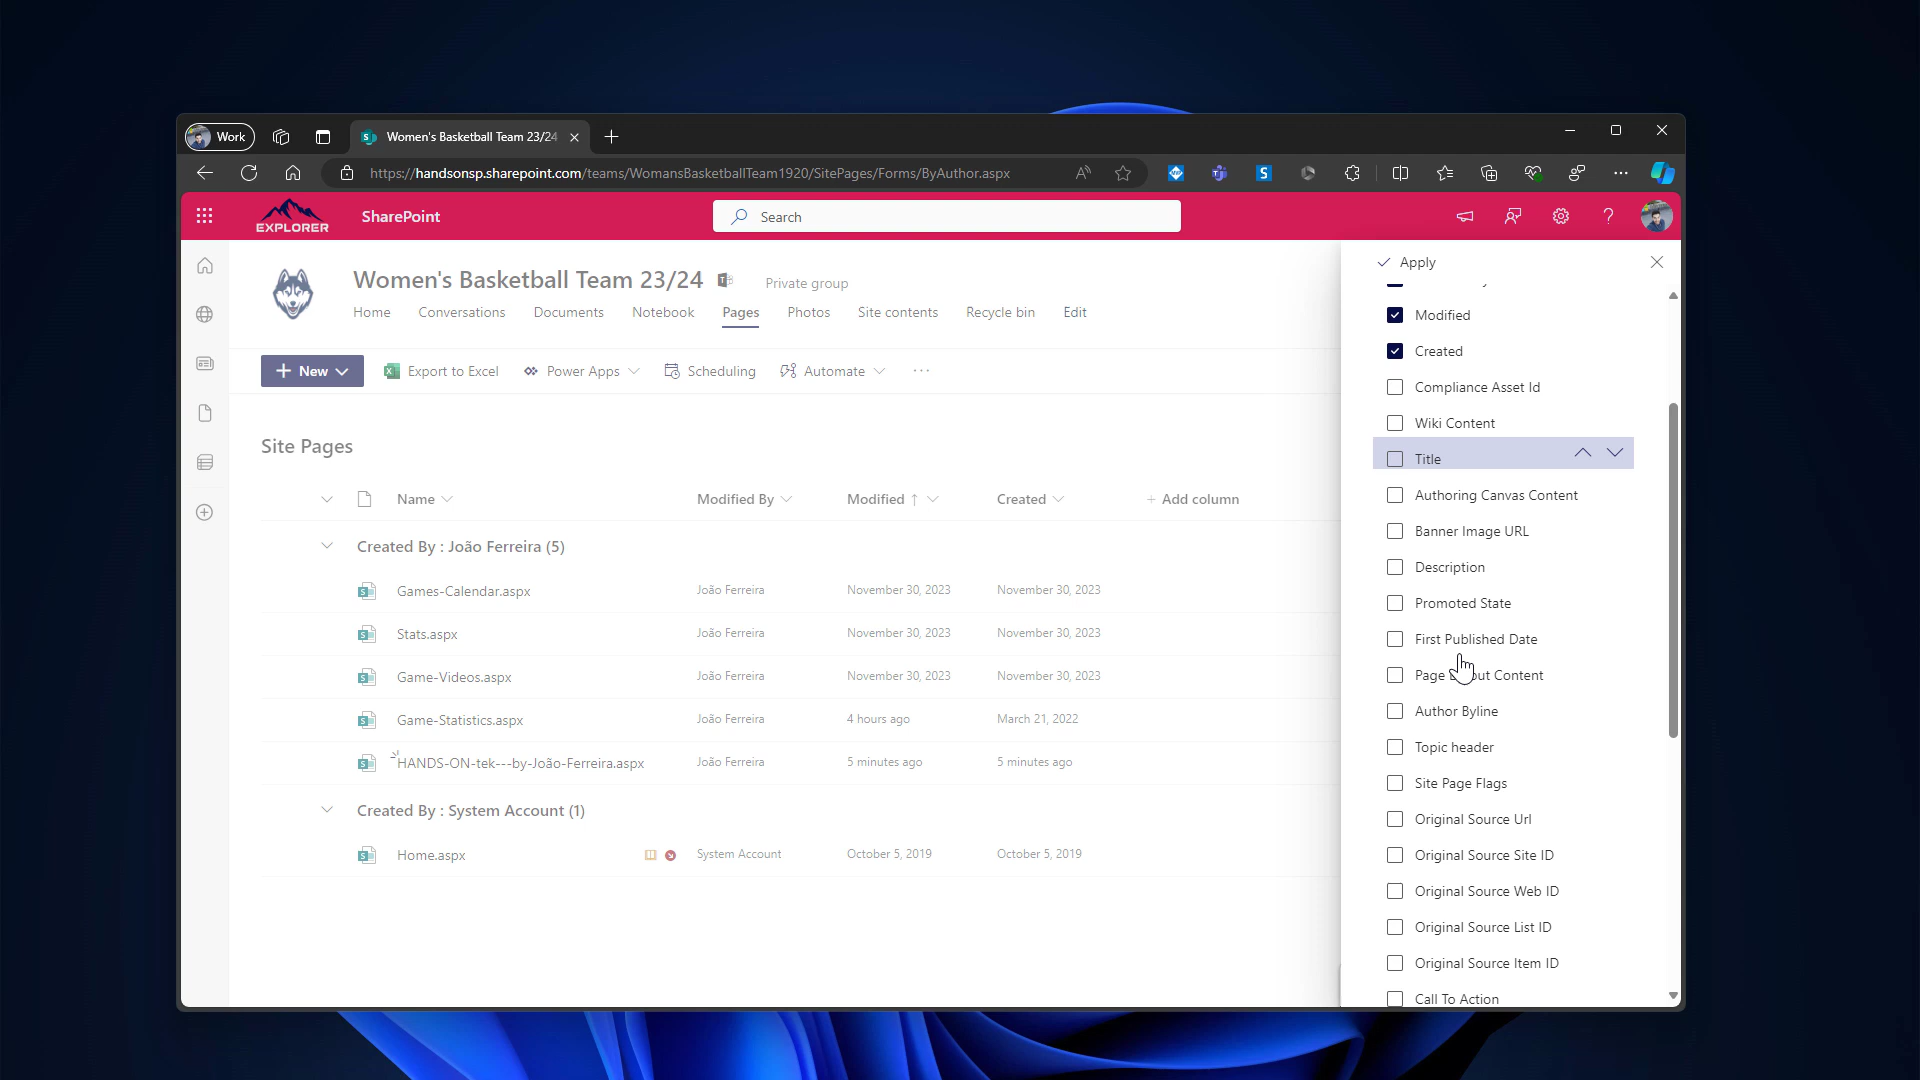 Work
Women's Basketball Team 23/24
https://handsonsp.sharepoint.com/teams/WomansBasketballTeam1920/SitePages/Forms/ByAuthor.aspx
EXPLORER
SharePoint
Search
Women's Basketball Team 23/24
Private group
Home Conversations Documents Notebook Pages Photos Site contents Recycle bin Edit
New Export to Excel Power Apps Scheduling Automate
Site Pages
Name Modified By Modified ↑ Created + Add column
Created By : João Ferreira (5)
Games-Calendar.aspx João Ferreira November 30, 2023 November 30, 2023
Stats.aspx João Ferreira November 30, 2023 November 30, 2023
Game-Videos.aspx João Ferreira November 30, 2023 November 30, 2023
Game-Statistics.aspx João Ferreira 4 hours ago March 21, 2022
HANDS-ON-tek---by-João-Ferreira.aspx João Ferreira 5 minutes ago 5 minutes ago
Created By : System Account (1)
Home.aspx System Account October 5, 2019 October 5, 2019
Apply
Modified
Created
Compliance Asset Id
Wiki Content
Title
Authoring Canvas Content
Banner Image URL
Description
Promoted State
First Published Date
Page Content
Author Byline
Topic header
Site Page Flags
Original Source Url
Original Source Site ID
Original Source Web ID
Original Source List ID
Original Source Item ID
Call To Action